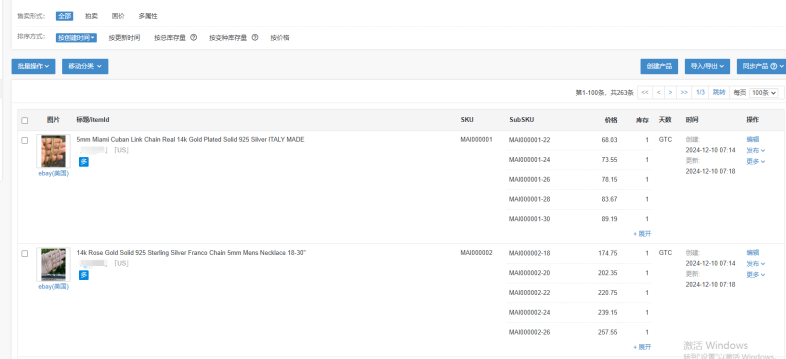 售卖形式： 全部 拍卖 固价 多属性
排序方式： 按创建时间 按更新时间 按总库存量 按变种库存量 按价格
批量操作 移动分类 创建产品 导入/导出 同步产品
第1-100条，共263条 << < > >> 1/3 跳转 每页 100条
图片 标题/ItemId SKU SubSKU 价格 库存 天数 时间 操作
5mm Miami Cuban Link Chain Real 14k Gold Plated Solid 925 Silver ITALY MADE MAI000001 MAI000001-22 68.03 1 GTC 创建 编辑
「US」 2024-12-10 07:14 发布
多 MAI000001-24 73.55 1 更新 更多
ebay(美国) MAI000001-26 78.15 1 2024-12-10 07:18
MAI000001-28 83.67 1
MAI000001-30 89.19 1
+ 展开
14k Rose Gold Solid 925 Sterling Silver Franco Chain 5mm Mens Necklace 18-30" MAI000002 MAI000002-18 174.75 1 GTC 创建 编辑
「US」 2024-12-10 07:14 发布
多 MAI000002-20 202.35 1 更新 更多
ebay(美国) MAI000002-22 220.75 1 2024-12-10 07:18
MAI000002-24 239.15 1
MAI000002-26 257.55 1
+ 展开
激活 Windows
转到"设置"以激活 Windows。